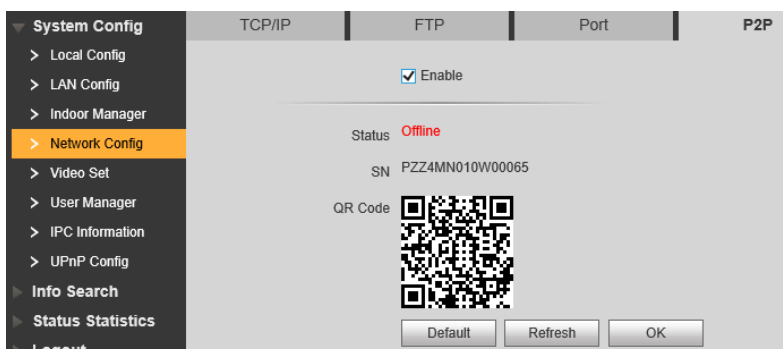 System Config
TCP/IP
FTP
Port
P2P
> Local Config
> LAN Config
> Indoor Manager
> Network Config
> Video Set
> User Manager
> IPC Information
> UPnP Config
Info Search
Status Statistics
Logout
Enable
Status Offline
SN PZZ4MN010W00065
QR Code
Default
Refresh
OK